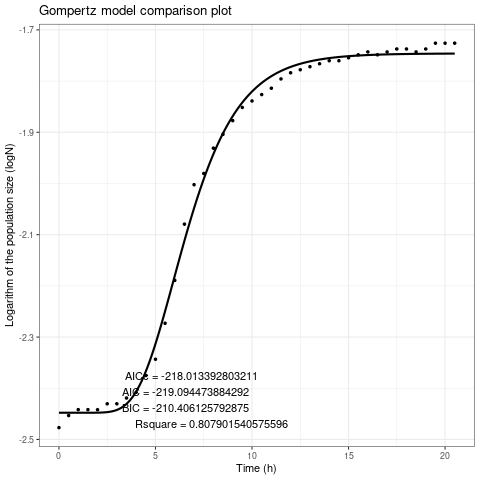 Gompertz model comparison plot
-1.7
-1.9
-2.1
-2.3
-2.5
Logarithm of the population size (logN)
AICc = -218.013392803211
AIC = -219.094473884292
BIC = -210.406125792875
Rsquare = 0.807901540575596
0 5 10 15 20
Time (h)